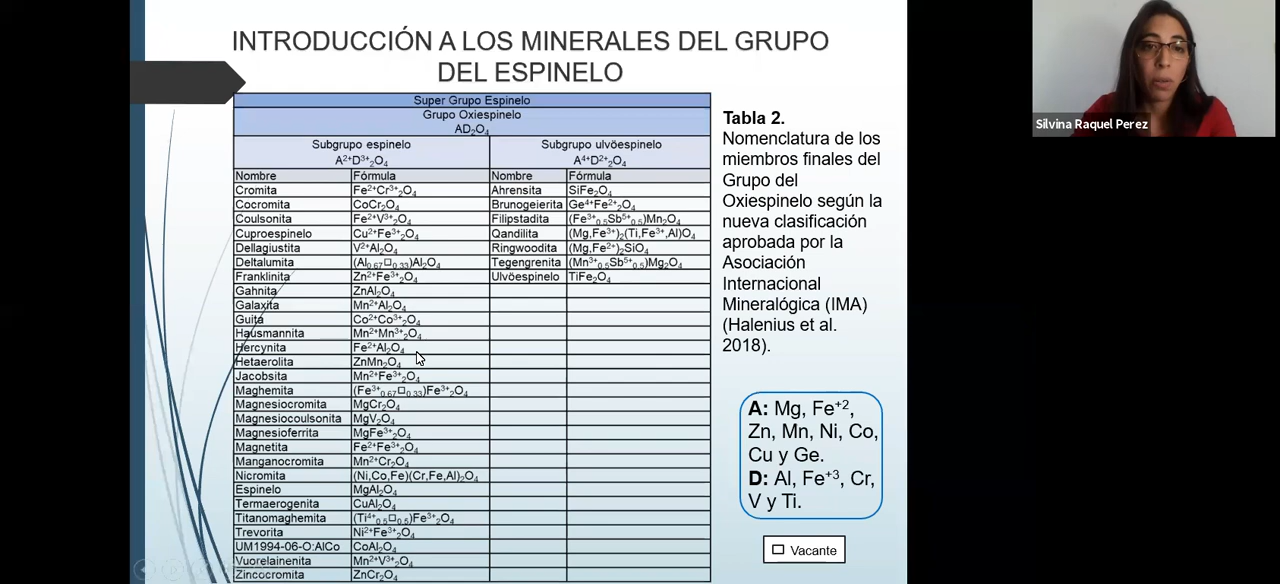 INTRODUCCIÓN A LOS MINERALES DEL GRUPO
DEL ESPINELO
Super Grupo Espinelo
Grupo Oxiespinelo
AD₂O₄
Subgrupo espinelo
A²⁺D³⁺₂O₄
Subgrupo ulvöespinelo
A⁴⁺D²⁺₂O₄
Nombre Fórmula Nombre Fórmula
Cromita Fe²⁺Cr³⁺₂O₄ Ahrensita SiFe₂O₄
Cocromita CoCr₂O₄ Brunogeierita Ge⁴⁺Fe²⁺₂O₄
Coulsonita Fe²⁺V³⁺₂O₄ Filipstadita (Fe³⁺₀.₅Sb⁵⁺₀.₅)Mn₂O₄
Cuproespinelo Cu²⁺Fe³⁺₂O₄ Qandilita (Mg,Fe³⁺)₂(Ti,Fe³⁺,Al)O₄
Dellagiustita V²⁺Al₂O₄ Ringwoodita (Mg,Fe²⁺)₂SiO₄
Deltalumita (Al₀.₆₇□₀.₃₃)Al₂O₄ Tegengrenita (Mn³⁺₀.₅Sb⁵⁺₀.₅)Mg₂O₄
Franklinita Zn²⁺Fe³⁺₂O₄ Ulvöespinelo TiFe₂O₄
Gahnita ZnAl₂O₄
Galaxita Mn²⁺Al₂O₄
Guita Co²⁺Co³⁺₂O₄
Hausmannita Mn²⁺Mn³⁺₂O₄
Hercynita Fe²⁺Al₂O₄
Hetaerolita ZnMn₂O₄
Jacobsita Mn²⁺Fe³⁺₂O₄
Maghemita (Fe³⁺₀.₆₇□₀.₃₃)Fe³⁺₂O₄
Magnesiocromita MgCr₂O₄
Magnesiocoulsonita MgV₂O₄
Magnesioferrita MgFe³⁺₂O₄
Magnetita Fe²⁺Fe³⁺₂O₄
Manganocromita Mn²⁺Cr₂O₄
Nicromita (Ni,Co,Fe)(Cr,Fe,Al)₂O₄
Espinelo MgAl₂O₄
Termaerogenita CuAl₂O₄
Titanomaghemita (Ti⁴⁺₀.₅□₀.₅)Fe³⁺₂O₄
Trevorita Ni²⁺Fe³⁺₂O₄
UM1994-06-O:AlCo CoAl₂O₄
Vuorelainenita Mn²⁺V³⁺₂O₄
Zincocromita ZnCr₂O₄
Tabla 2.
Nomenclatura de los
miembros finales del
Grupo del
Oxiespinelo según la
nueva clasificación
aprobada por la
Asociación
Internacional
Mineralógica (IMA)
(Halenius et al.
2018).
A: Mg, Fe⁺²,
Zn, Mn, Ni, Co,
Cu y Ge.
D: Al, Fe⁺³, Cr,
V y Ti.
□ Vacante
Silvina Raquel Perez